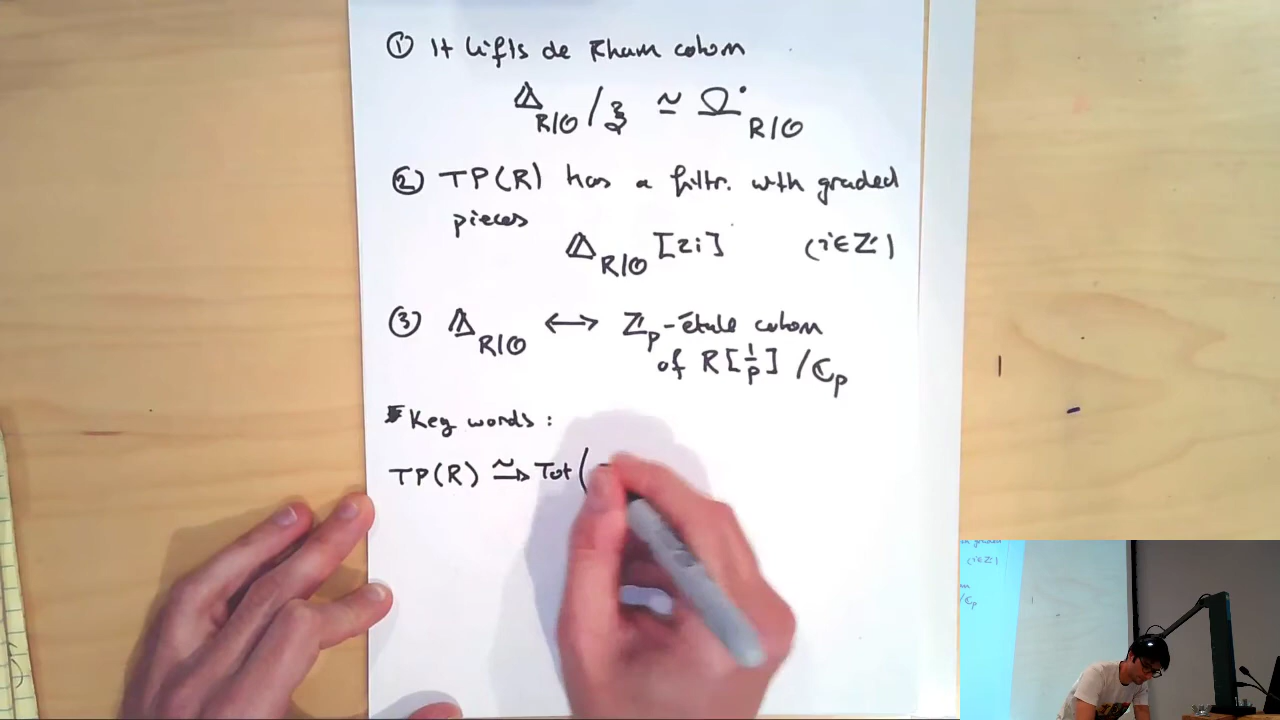 ① It lifts de Rham cohom
𝚫_{R/O} / ξ ≃ Ω^•_{R/O}
② TP(R) has a filtr. with graded
pieces
𝚫_{R/O} [2i] (i∈ℤ)
③ 𝚫_{R/O} ⟷ ℤ_p-étale cohom
of R[1/p] / ℂ_p
Key words:
TP(R) ⥲ Tot(